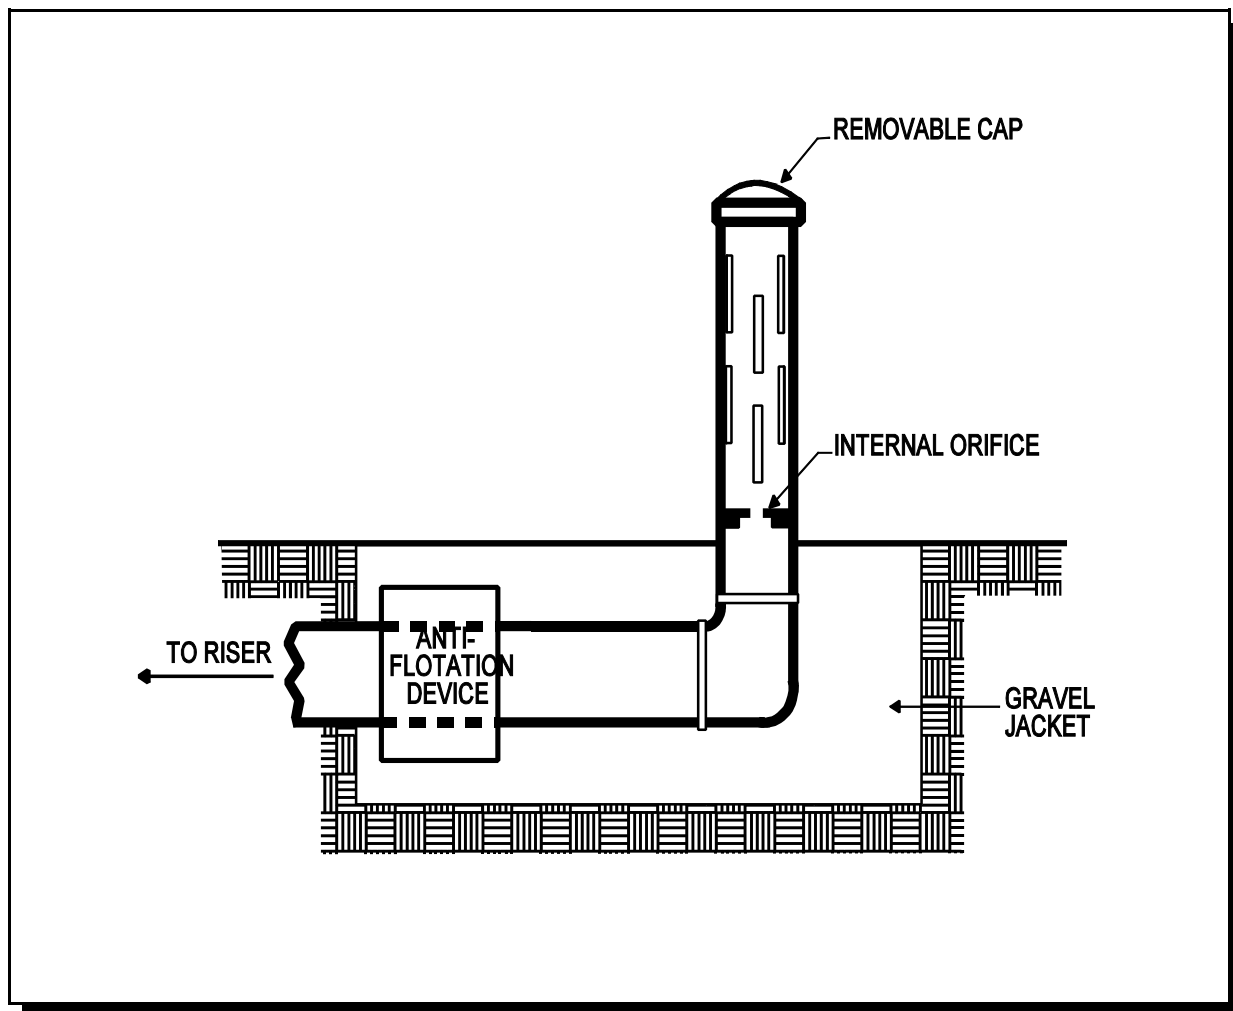 REMOVABLE CAP
INTERNAL ORIFICE
TO RISER
ANTI-
FLOTATION
DEVICE
GRAVEL
JACKET